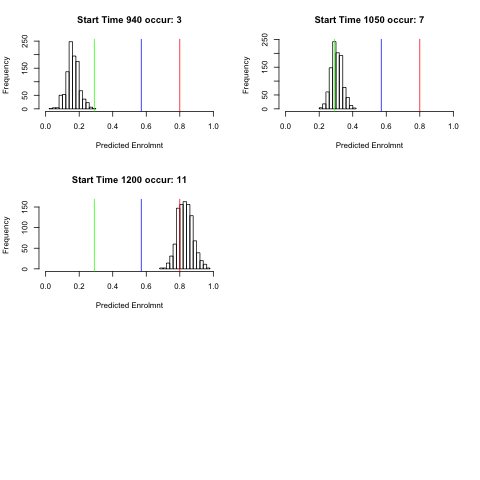 Start Time 940 occur: 3
Frequency
0 50 150 250
0.0 0.2 0.4 0.6 0.8 1.0
Predicted Enrolmnt
Start Time 1050 occur: 7
Frequency
0 50 150 250
0.0 0.2 0.4 0.6 0.8 1.0
Predicted Enrolmnt
Start Time 1200 occur: 11
Frequency
0 50 100 150
0.0 0.2 0.4 0.6 0.8 1.0
Predicted Enrolmnt